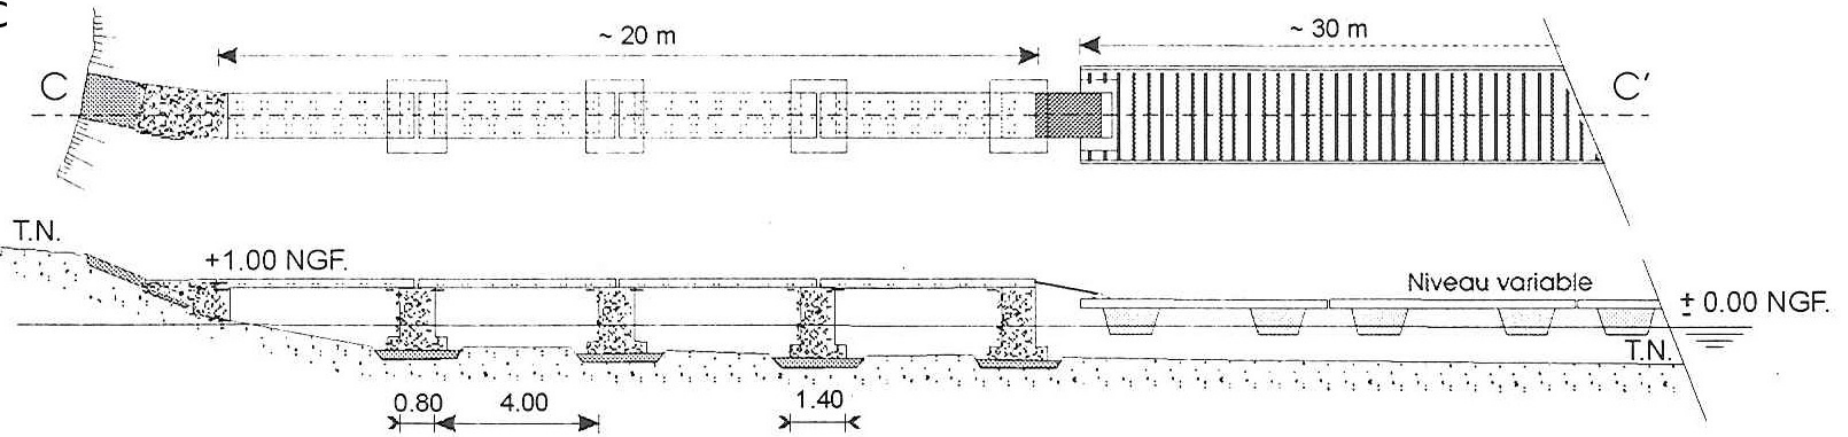 ~ 20 m
~ 30 m
C
C'
T.N.
+1.00 NGF.
Niveau variable
± 0.00 NGF.
T.N.
0.80
4.00
1.40